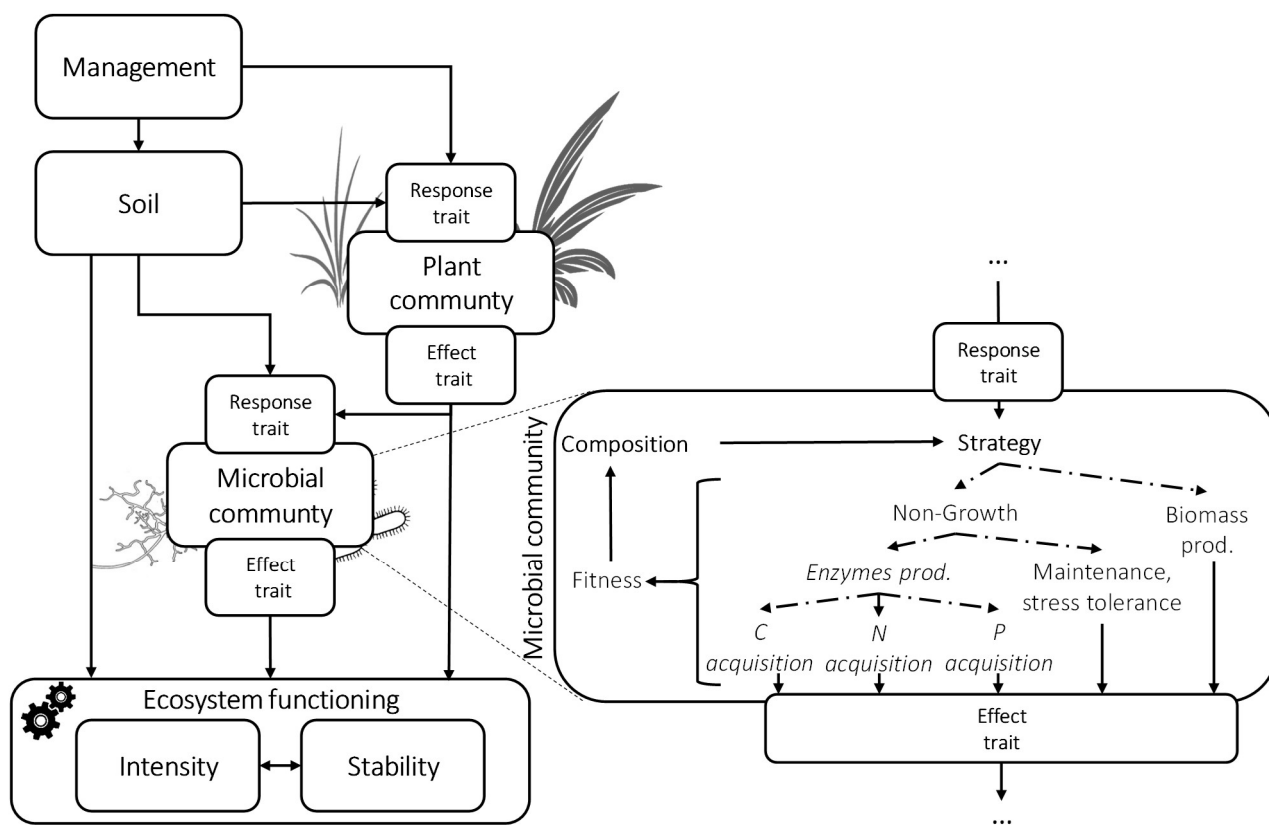 Management
Soil
Response
trait
Plant
communty
Effect
trait
Response
trait
Microbial
communty
Effect
trait
Ecosystem functioning
Intensity
Stability
...
Response
trait
Microbial community
Composition
Strategy
Non-Growth
Biomass
prod.
Fitness
Enzymes prod.
Maintenance,
stress tolerance
C
acquisition
N
acquisition
P
acquisition
Effect
trait
...